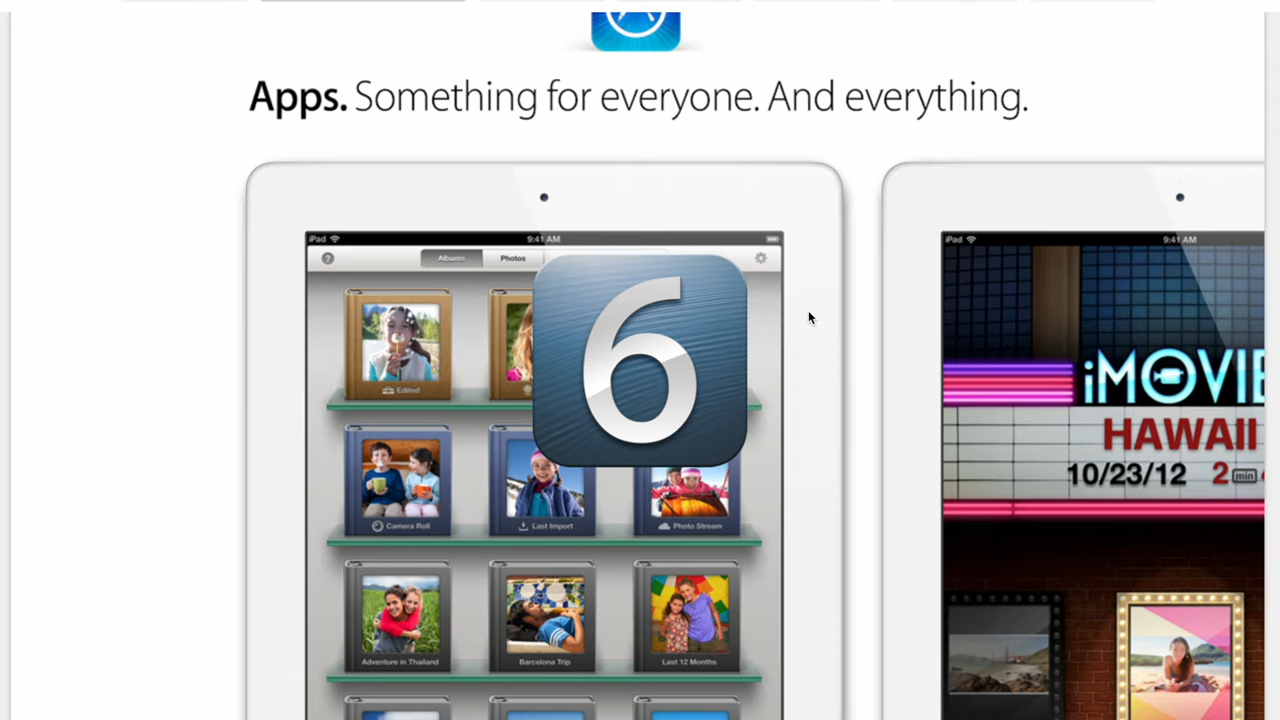 Apps. Something for everyone. And everything.
iPad 9:41 AM
iPad 9:41 AM
? Albums Photos
6
Edited
iMOVIE
HAWAII
10/23/12 2 min
Camera Roll Last Import Photo Stream
Adventure in Thailand Barcelona Trip Last 12 Months